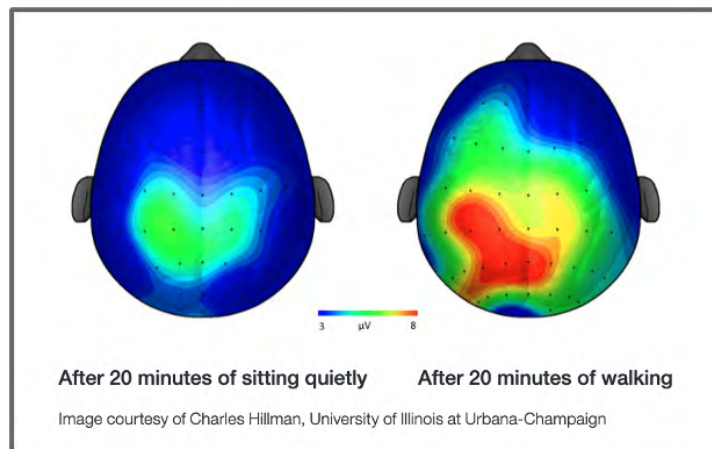 3 µV 8
After 20 minutes of sitting quietly After 20 minutes of walking
Image courtesy of Charles Hillman, University of Illinois at Urbana-Champaign